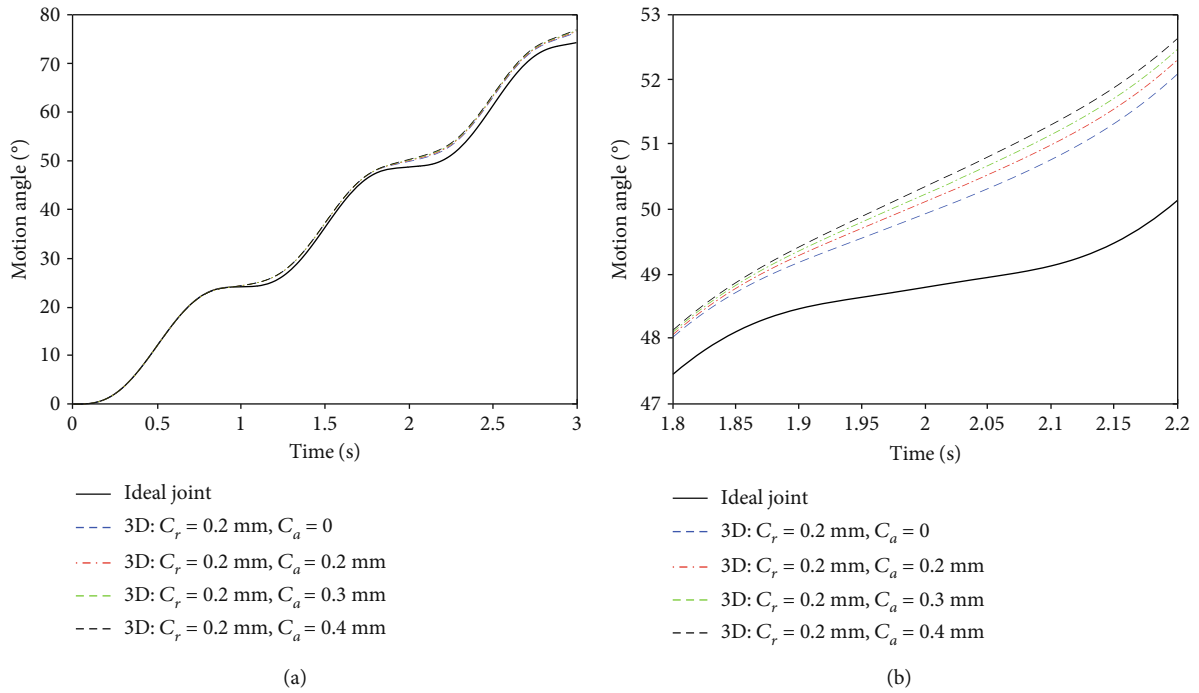 80
70
60
50
40
30
20
10
0
Motion angle (°)
0 0.5 1 1.5 2 2.5 3
Time (s)
Ideal joint
3D: Cr = 0.2 mm, Ca = 0
3D: Cr = 0.2 mm, Ca = 0.2 mm
3D: Cr = 0.2 mm, Ca = 0.3 mm
3D: Cr = 0.2 mm, Ca = 0.4 mm
(a)
53
52
51
50
49
48
47
Motion angle (°)
1.8 1.85 1.9 1.95 2 2.05 2.1 2.15 2.2
Time (s)
Ideal joint
3D: Cr = 0.2 mm, Ca = 0
3D: Cr = 0.2 mm, Ca = 0.2 mm
3D: Cr = 0.2 mm, Ca = 0.3 mm
3D: Cr = 0.2 mm, Ca = 0.4 mm
(b)